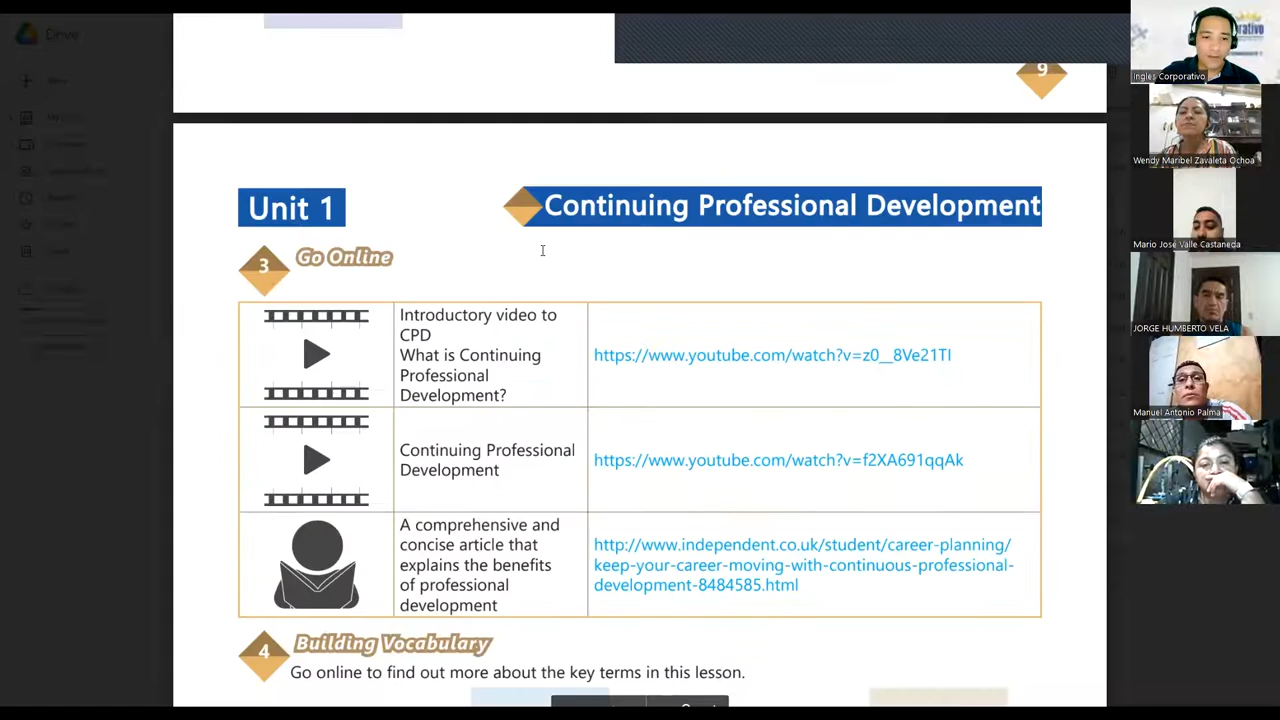 Drive
9
Unit 1
Continuing Professional Development
3
Go Online
Introductory video to
CPD
What is Continuing
Professional
Development?
https://www.youtube.com/watch?v=z0__8Ve21TI
Continuing Professional
Development
https://www.youtube.com/watch?v=f2XA691qqAk
A comprehensive and
concise article that
explains the benefits
of professional
development
http://www.independent.co.uk/student/career-planning/
keep-your-career-moving-with-continuous-professional-
development-8484585.html
4
Building Vocabulary
Go online to find out more about the key terms in this lesson.
Ingles Corporativo
Wendy Maribel Zavaleta Ochoa
Mario José Valle Castaneda
JORGE HUMBERTO VELA
Manuel Antonio Palma